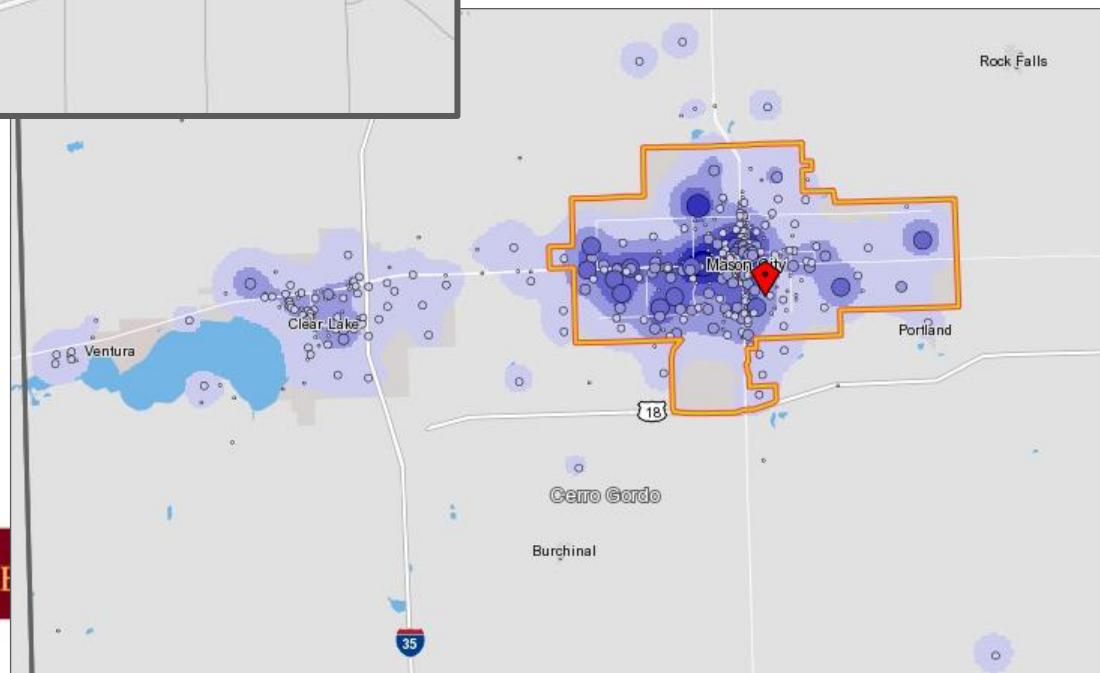 Rock Falls
Mason City
Clear Lake
Portland
Ventura
18
Cerro Gordo
Burchinal
35